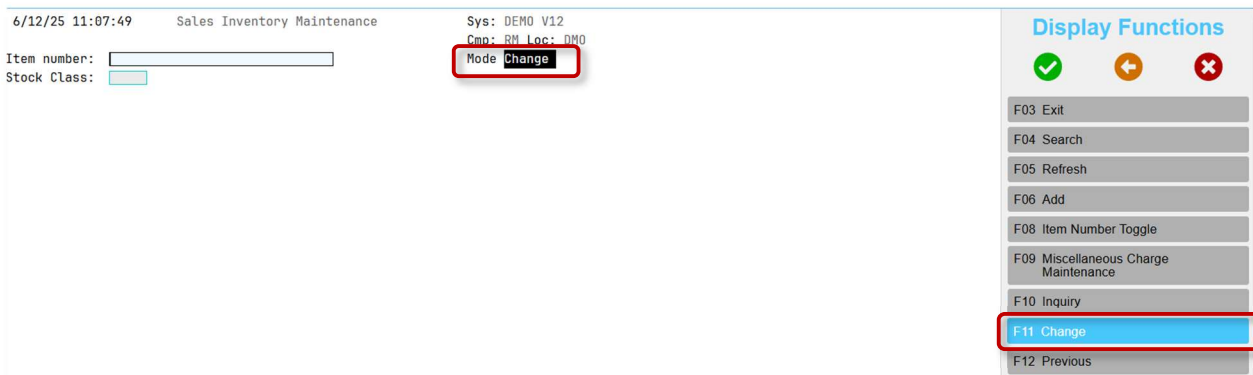 6/12/25 11:07:49 Sales Inventory Maintenance Sys: DEMO V12
Cmp: RM Loc: DMO
Item number: Mode Change
Stock Class:
Display Functions
F03 Exit
F04 Search
F05 Refresh
F06 Add
F08 Item Number Toggle
F09 Miscellaneous Charge
Maintenance
F10 Inquiry
F11 Change
F12 Previous